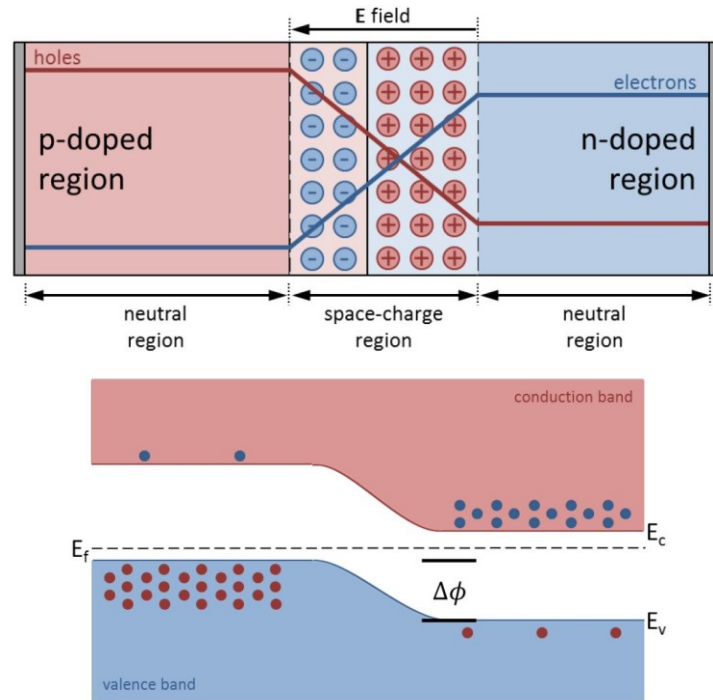 E field
holes
electrons
p-doped
region
n-doped
region
neutral
region
space-charge
region
neutral
region
conduction band
E_c
E_f
Δϕ
E_v
valence band